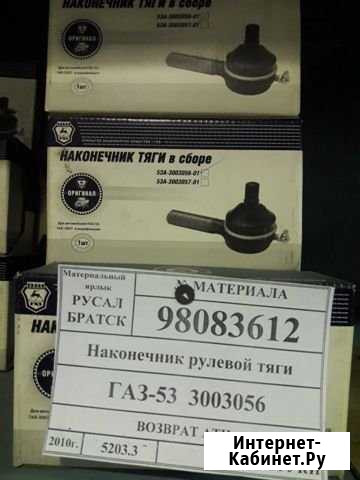 НАКОНЕЧНИК ТЯГИ в сборе
53А-3003056-01
53А-3003057-01
ОРИГИНАЛ
1шт
НАКОНЕЧНИК ТЯГИ в сборе
53А-3003056-01
53А-3003057-01
ОРИГИНАЛ
1шт
НАК
Материальный
ярлык
РУСАЛ
БРАТСК
МАТЕРИАЛА
98083612
Наконечник рулевой тяги
ГАЗ-53 3003056
ВОЗВРАТ
2010г.
5203.3
Интернет-
Кабинет.Ру